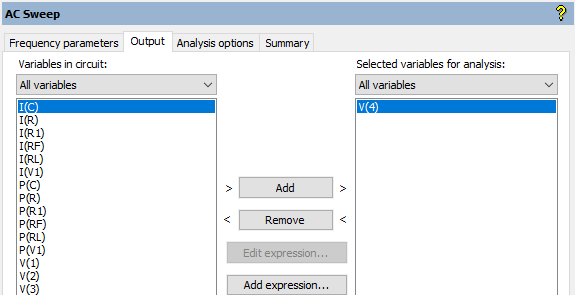 AC Sweep
?
Frequency parameters Output Analysis options Summary
Variables in circuit: Selected variables for analysis:
All variables All variables
I(C) V(4)
I(R)
I(R1)
I(RF)
I(RL)
I(V1)
P(C)
P(R) > Add >
P(R1)
P(RF) < Remove <
P(RL)
P(V1)
V(1) Edit expression...
V(2)
V(3) Add expression...